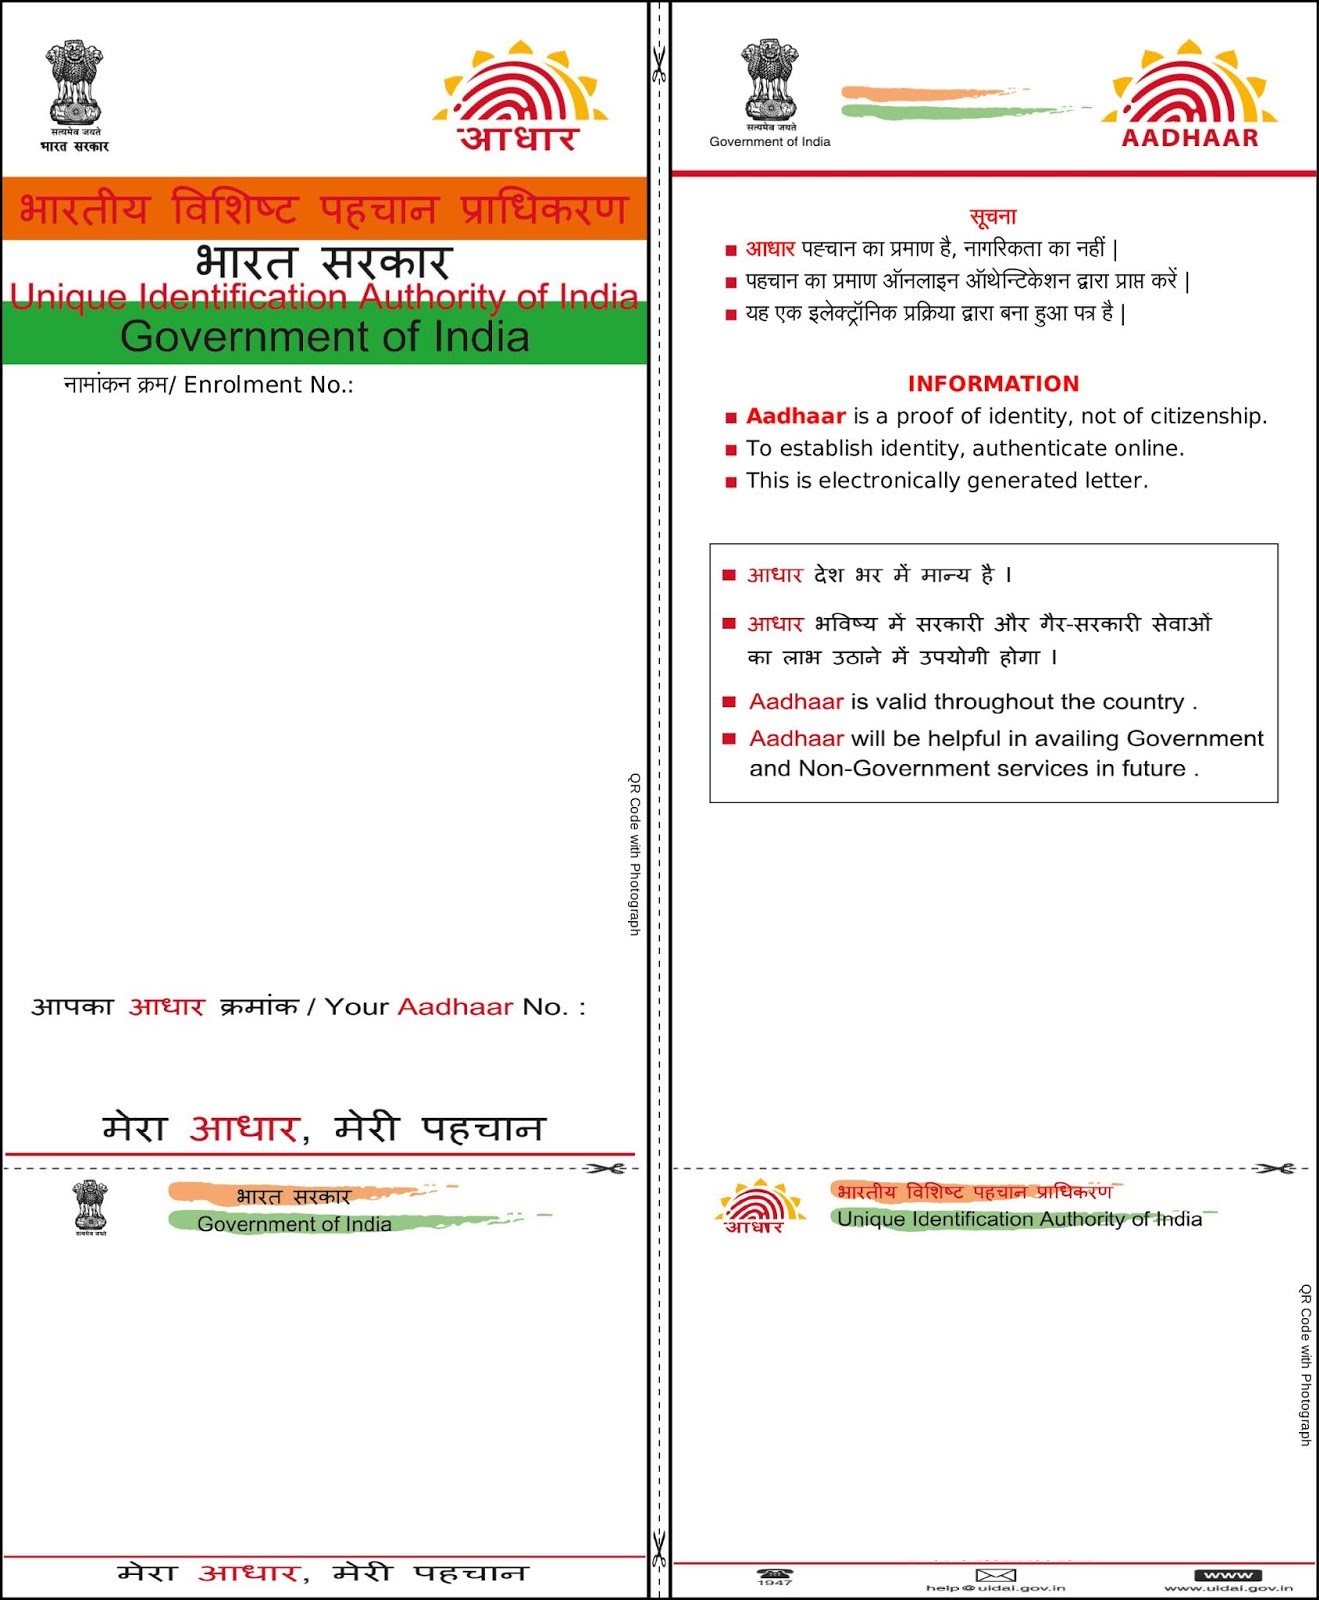 सत्यमेव जयते
भारत सरकार
आधार
भारतीय विशिष्ट पहचान प्राधिकरण
भारत सरकार
Unique Identification Authority of India
Government of India
नामांकन क्रम/ Enrolment No.:
QR Code with Photograph
आपका आधार क्रमांक / Your Aadhaar No. :
मेरा आधार, मेरी पहचान
सत्यमेव जयते
Government of India
AADHAAR
सूचना
आधार पह्चान का प्रमाण है, नागरिकता का नहीं |
पहचान का प्रमाण ऑनलाइन ऑथेन्टिकेशन द्वारा प्राप्त करें |
यह एक इलेक्ट्रॉनिक प्रक्रिया द्वारा बना हुआ पत्र है |
INFORMATION
Aadhaar is a proof of identity, not of citizenship.
To establish identity, authenticate online.
This is electronically generated letter.
आधार देश भर में मान्य है ।
आधार भविष्य में सरकारी और गैर-सरकारी सेवाओं
का लाभ उठाने में उपयोगी होगा ।
Aadhaar is valid throughout the country .
Aadhaar will be helpful in availing Government
and Non-Government services in future .
सत्यमेव जयते
भारत सरकार
Government of India
मेरा आधार, मेरी पहचान
आधार
भारतीय विशिष्ट पहचान प्राधिकरण
Unique Identification Authority of India
QR Code with Photograph
1947
help@uidai.gov.in
www
www.uidai.gov.in